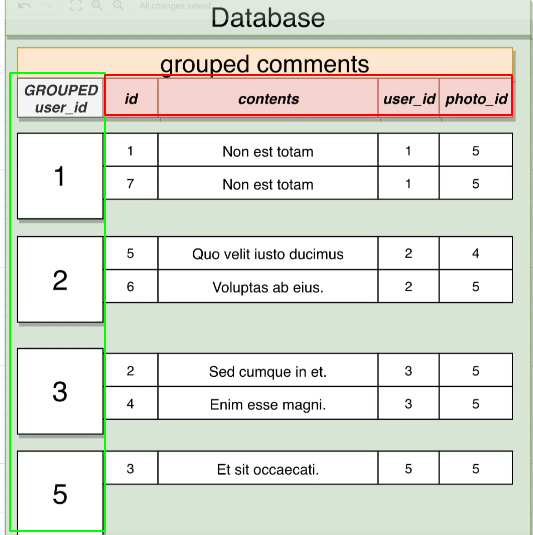 All changes saved
Database
grouped comments
GROUPED user_id id contents user_id photo_id
1
1 Non est totam 1 5
7 Non est totam 1 5
2
5 Quo velit iusto ducimus 2 4
6 Voluptas ab eius. 2 5
3
2 Sed cumque in et. 3 5
4 Enim esse magni. 3 5
5
3 Et sit occaecati. 5 5